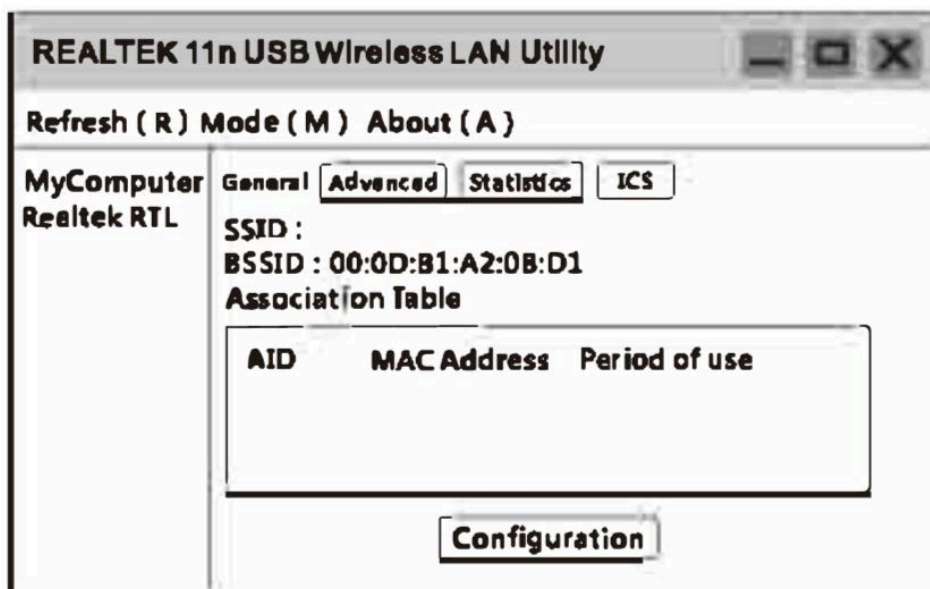 REALTEK 11n USB Wireless LAN Utility
Refresh ( R ) Mode ( M ) About ( A )
MyComputer
Realtek RTL
General Advanced Statistics ICS
SSID :
BSSID : 00:0D:B1:A2:0B:D1
Association Table
AID MAC Address Period of use
Configuration